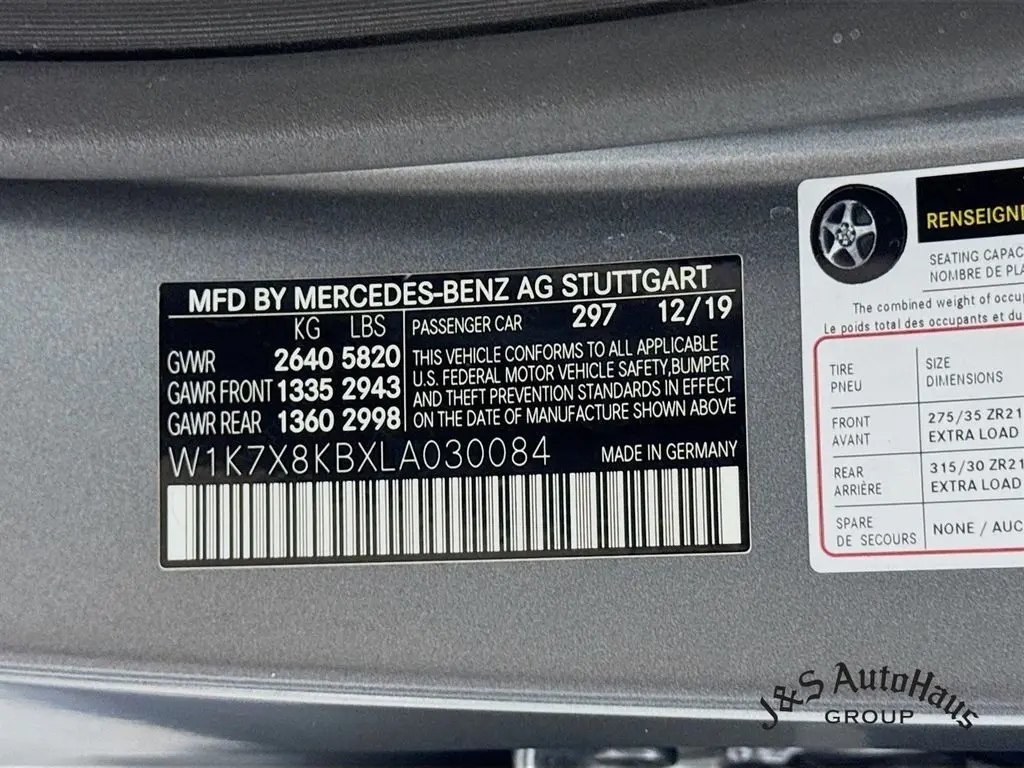 MFD BY MERCEDES-BENZ AG STUTTGART
KG LBS
GVWR 2640 5820
GAWR FRONT 1335 2943
GAWR REAR 1360 2998
PASSENGER CAR 297 12/19
THIS VEHICLE CONFORMS TO ALL APPLICABLE
U.S. FEDERAL MOTOR VEHICLE SAFETY,BUMPER
AND THEFT PREVENTION STANDARDS IN EFFECT
ON THE DATE OF MANUFACTURE SHOWN ABOVE
W1K7X8KBXLA030084 MADE IN GERMANY
RENSEIGNE
SEATING CAPAC
NOMBRE DE PLA
The combined weight of occup
Le poids total des occupants et du
TIRE SIZE
PNEU DIMENSIONS
FRONT 275/35 ZR21
AVANT EXTRA LOAD
REAR 315/30 ZR21
ARRIÈRE EXTRA LOAD
SPARE NONE / AUC
DE SECOURS
J&S AutoHaus
GROUP